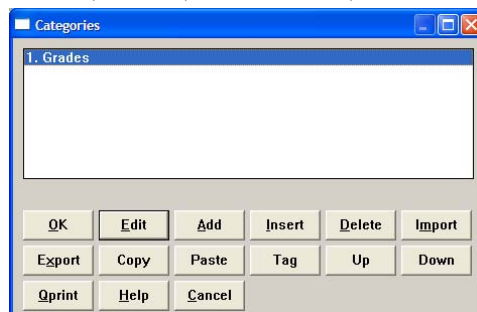 Categories
1. Grades
OK Edit Add Insert Delete Import
Export Copy Paste Tag Up Down
Qprint Help Cancel